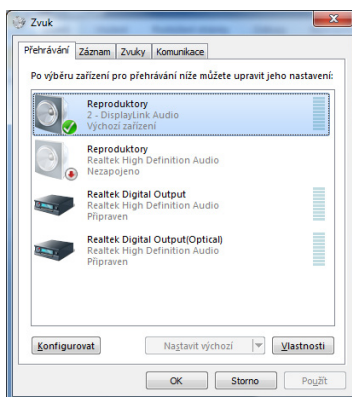 Zvuk
Přehrávání Záznam Zvuky Komunikace
Po výběru zařízení pro přehrávání níže můžete upravit jeho nastavení:
Reproduktory
2 - DisplayLink Audio
Výchozí zařízení
Reproduktory
Realtek High Definition Audio
Nezapojeno
Realtek Digital Output
Realtek High Definition Audio
Připraven
Realtek Digital Output(Optical)
Realtek High Definition Audio
Připraven
Konfigurovat Nastavit výchozí Vlastnosti
OK Storno Použít